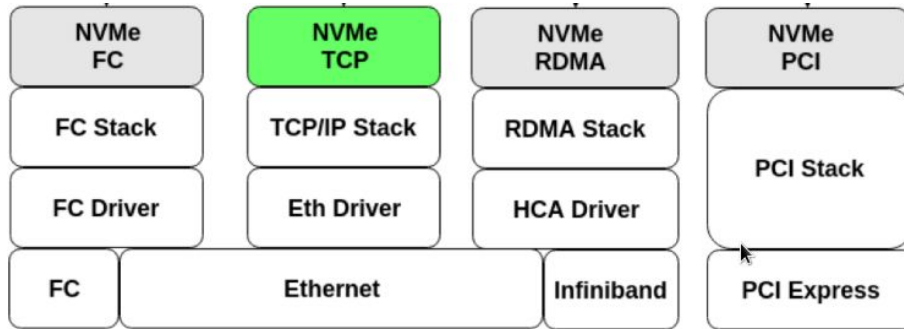 NVMe
FC
NVMe
TCP
NVMe
RDMA
NVMe
PCI
FC Stack
TCP/IP Stack
RDMA Stack
PCI Stack
FC Driver
Eth Driver
HCA Driver
FC
Ethernet
Infiniband
PCI Express